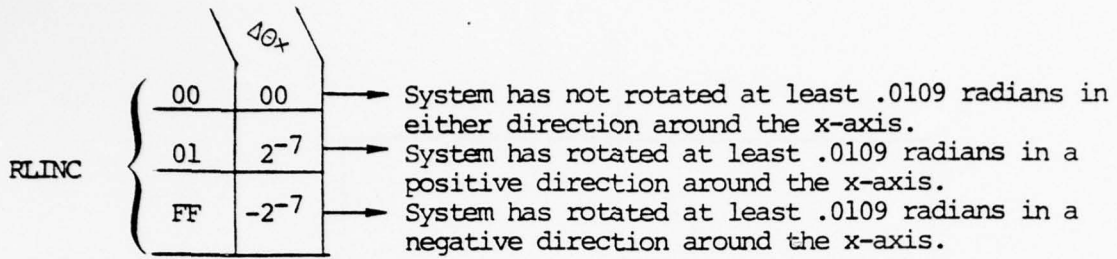 Δθx
00 00 System has not rotated at least .0109 radians in
either direction around the x-axis.
RLINC 01 2⁻⁷ System has rotated at least .0109 radians in a
positive direction around the x-axis.
FF -2⁻⁷ System has rotated at least .0109 radians in a
negative direction around the x-axis.